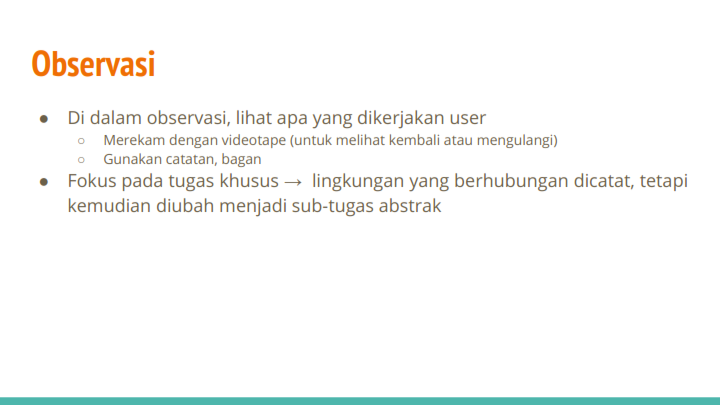 Observasi
● Di dalam observasi, lihat apa yang dikerjakan user
○ Merekam dengan videotape (untuk melihat kembali atau mengulangi)
○ Gunakan catatan, bagan
● Fokus pada tugas khusus → lingkungan yang berhubungan dicatat, tetapi
kemudian diubah menjadi sub-tugas abstrak